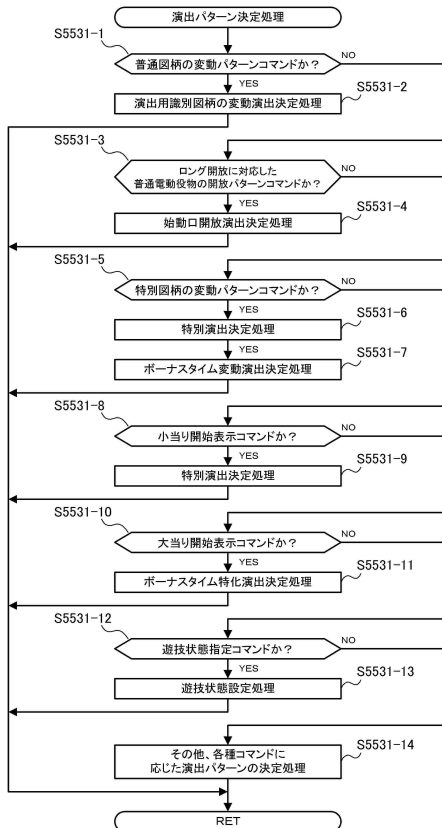 演出パターン決定処理
S5531-1
普通図柄の変動パターンコマンドか？
NO
YES
S5531-2
演出用識別図柄の変動演出決定処理
S5531-3
ロング開放に対応した
普通電動役物の開放パターンコマンドか？
NO
YES
S5531-4
始動口開放演出決定処理
S5531-5
特別図柄の変動パターンコマンドか？
NO
YES
S5531-6
特別演出決定処理
YES
S5531-7
ボーナスタイム変動演出決定処理
S5531-8
小当り開始表示コマンドか？
NO
YES
S5531-9
特別演出決定処理
S5531-10
大当り開始表示コマンドか？
NO
YES
S5531-11
ボーナスタイム特化演出決定処理
S5531-12
遊技状態指定コマンドか？
NO
YES
S5531-13
遊技状態設定処理
S5531-14
その他、各種コマンドに
応じた演出パターンの決定処理
RET